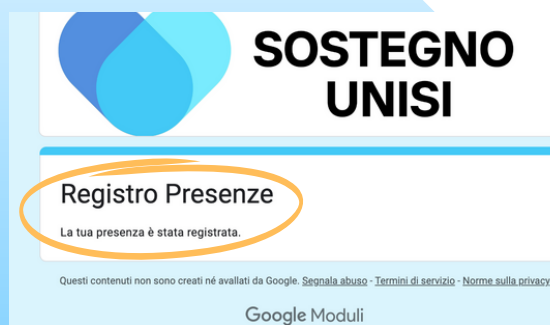 SOSTEGNO
UNISI
Registro Presenze
La tua presenza è stata registrata.
Questi contenuti non sono creati né avallati da Google. Segnala abuso - Termini di servizio - Norme sulla privacy
Google Moduli